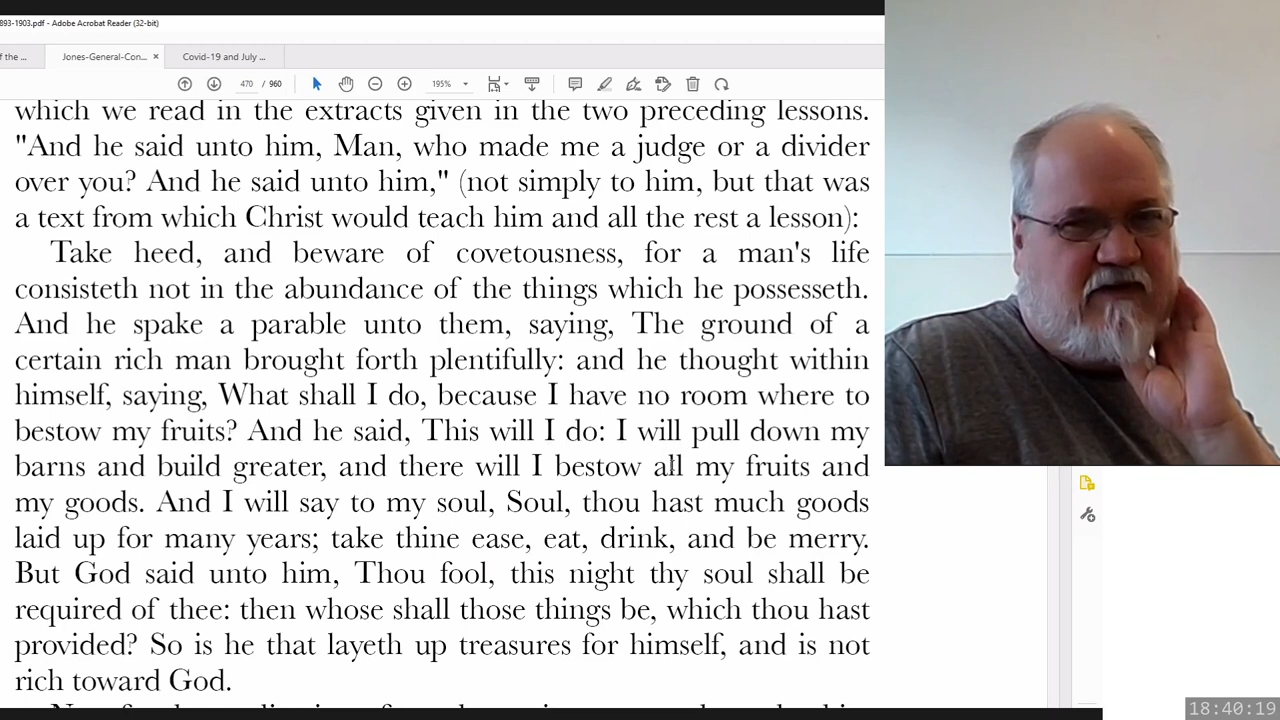 893-1903.pdf - Adobe Acrobat Reader (32-bit)
f the ...
Jones-General-Con... ×
Covid-19 and July ...
470 / 960
195%
which we read in the extracts given in the two preceding lessons.
"And he said unto him, Man, who made me a judge or a divider
over you? And he said unto him," (not simply to him, but that was
a text from which Christ would teach him and all the rest a lesson):
Take heed, and beware of covetousness, for a man's life
consisteth not in the abundance of the things which he possesseth.
And he spake a parable unto them, saying, The ground of a
certain rich man brought forth plentifully: and he thought within
himself, saying, What shall I do, because I have no room where to
bestow my fruits? And he said, This will I do: I will pull down my
barns and build greater, and there will I bestow all my fruits and
my goods. And I will say to my soul, Soul, thou hast much goods
laid up for many years; take thine ease, eat, drink, and be merry.
But God said unto him, Thou fool, this night thy soul shall be
required of thee: then whose shall those things be, which thou hast
provided? So is he that layeth up treasures for himself, and is not
rich toward God.
18:40:19